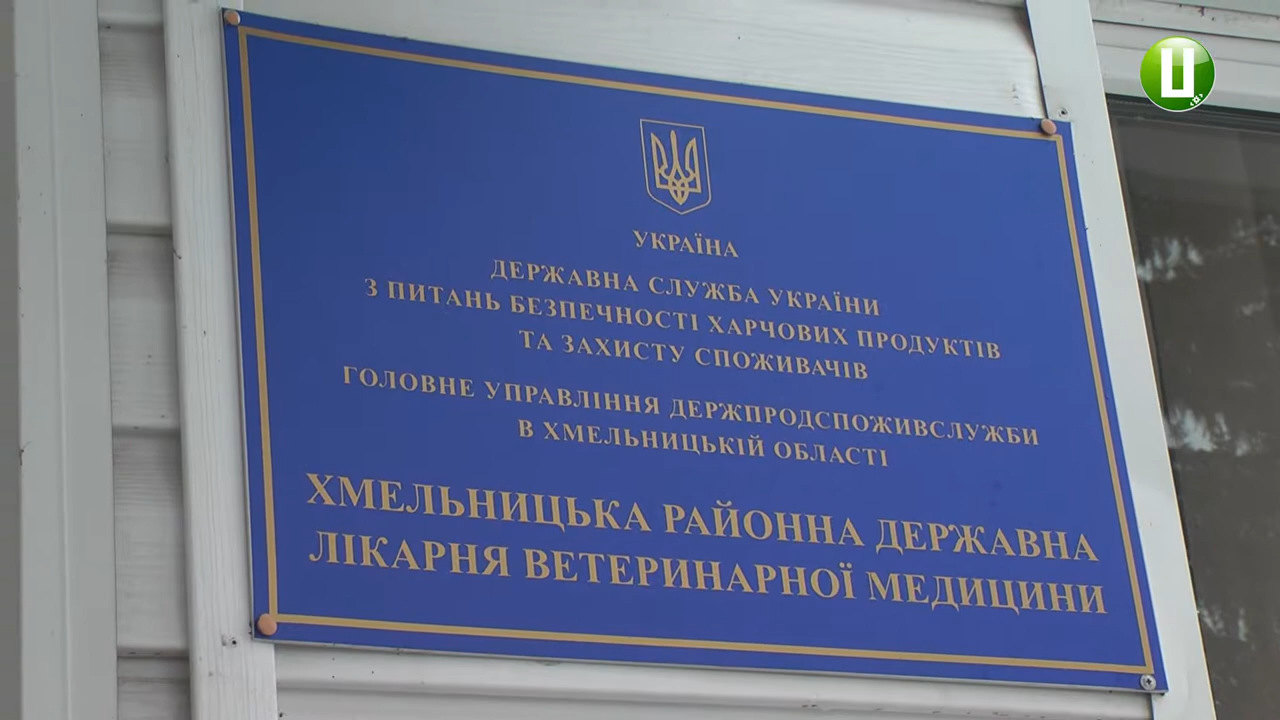 Ц
УКРАЇНА
ДЕРЖАВНА СЛУЖБА УКРАЇНИ
З ПИТАНЬ БЕЗПЕЧНОСТІ ХАРЧОВИХ ПРОДУКТІВ
ТА ЗАХИСТУ СПОЖИВАЧІВ
ГОЛОВНЕ УПРАВЛІННЯ ДЕРЖПРОДСПОЖИВСЛУЖБИ
В ХМЕЛЬНИЦЬКІЙ ОБЛАСТІ
ХМЕЛЬНИЦЬКА РАЙОННА ДЕРЖАВНА
ЛІКАРНЯ ВЕТЕРИНАРНОЇ МЕДИЦИНИ